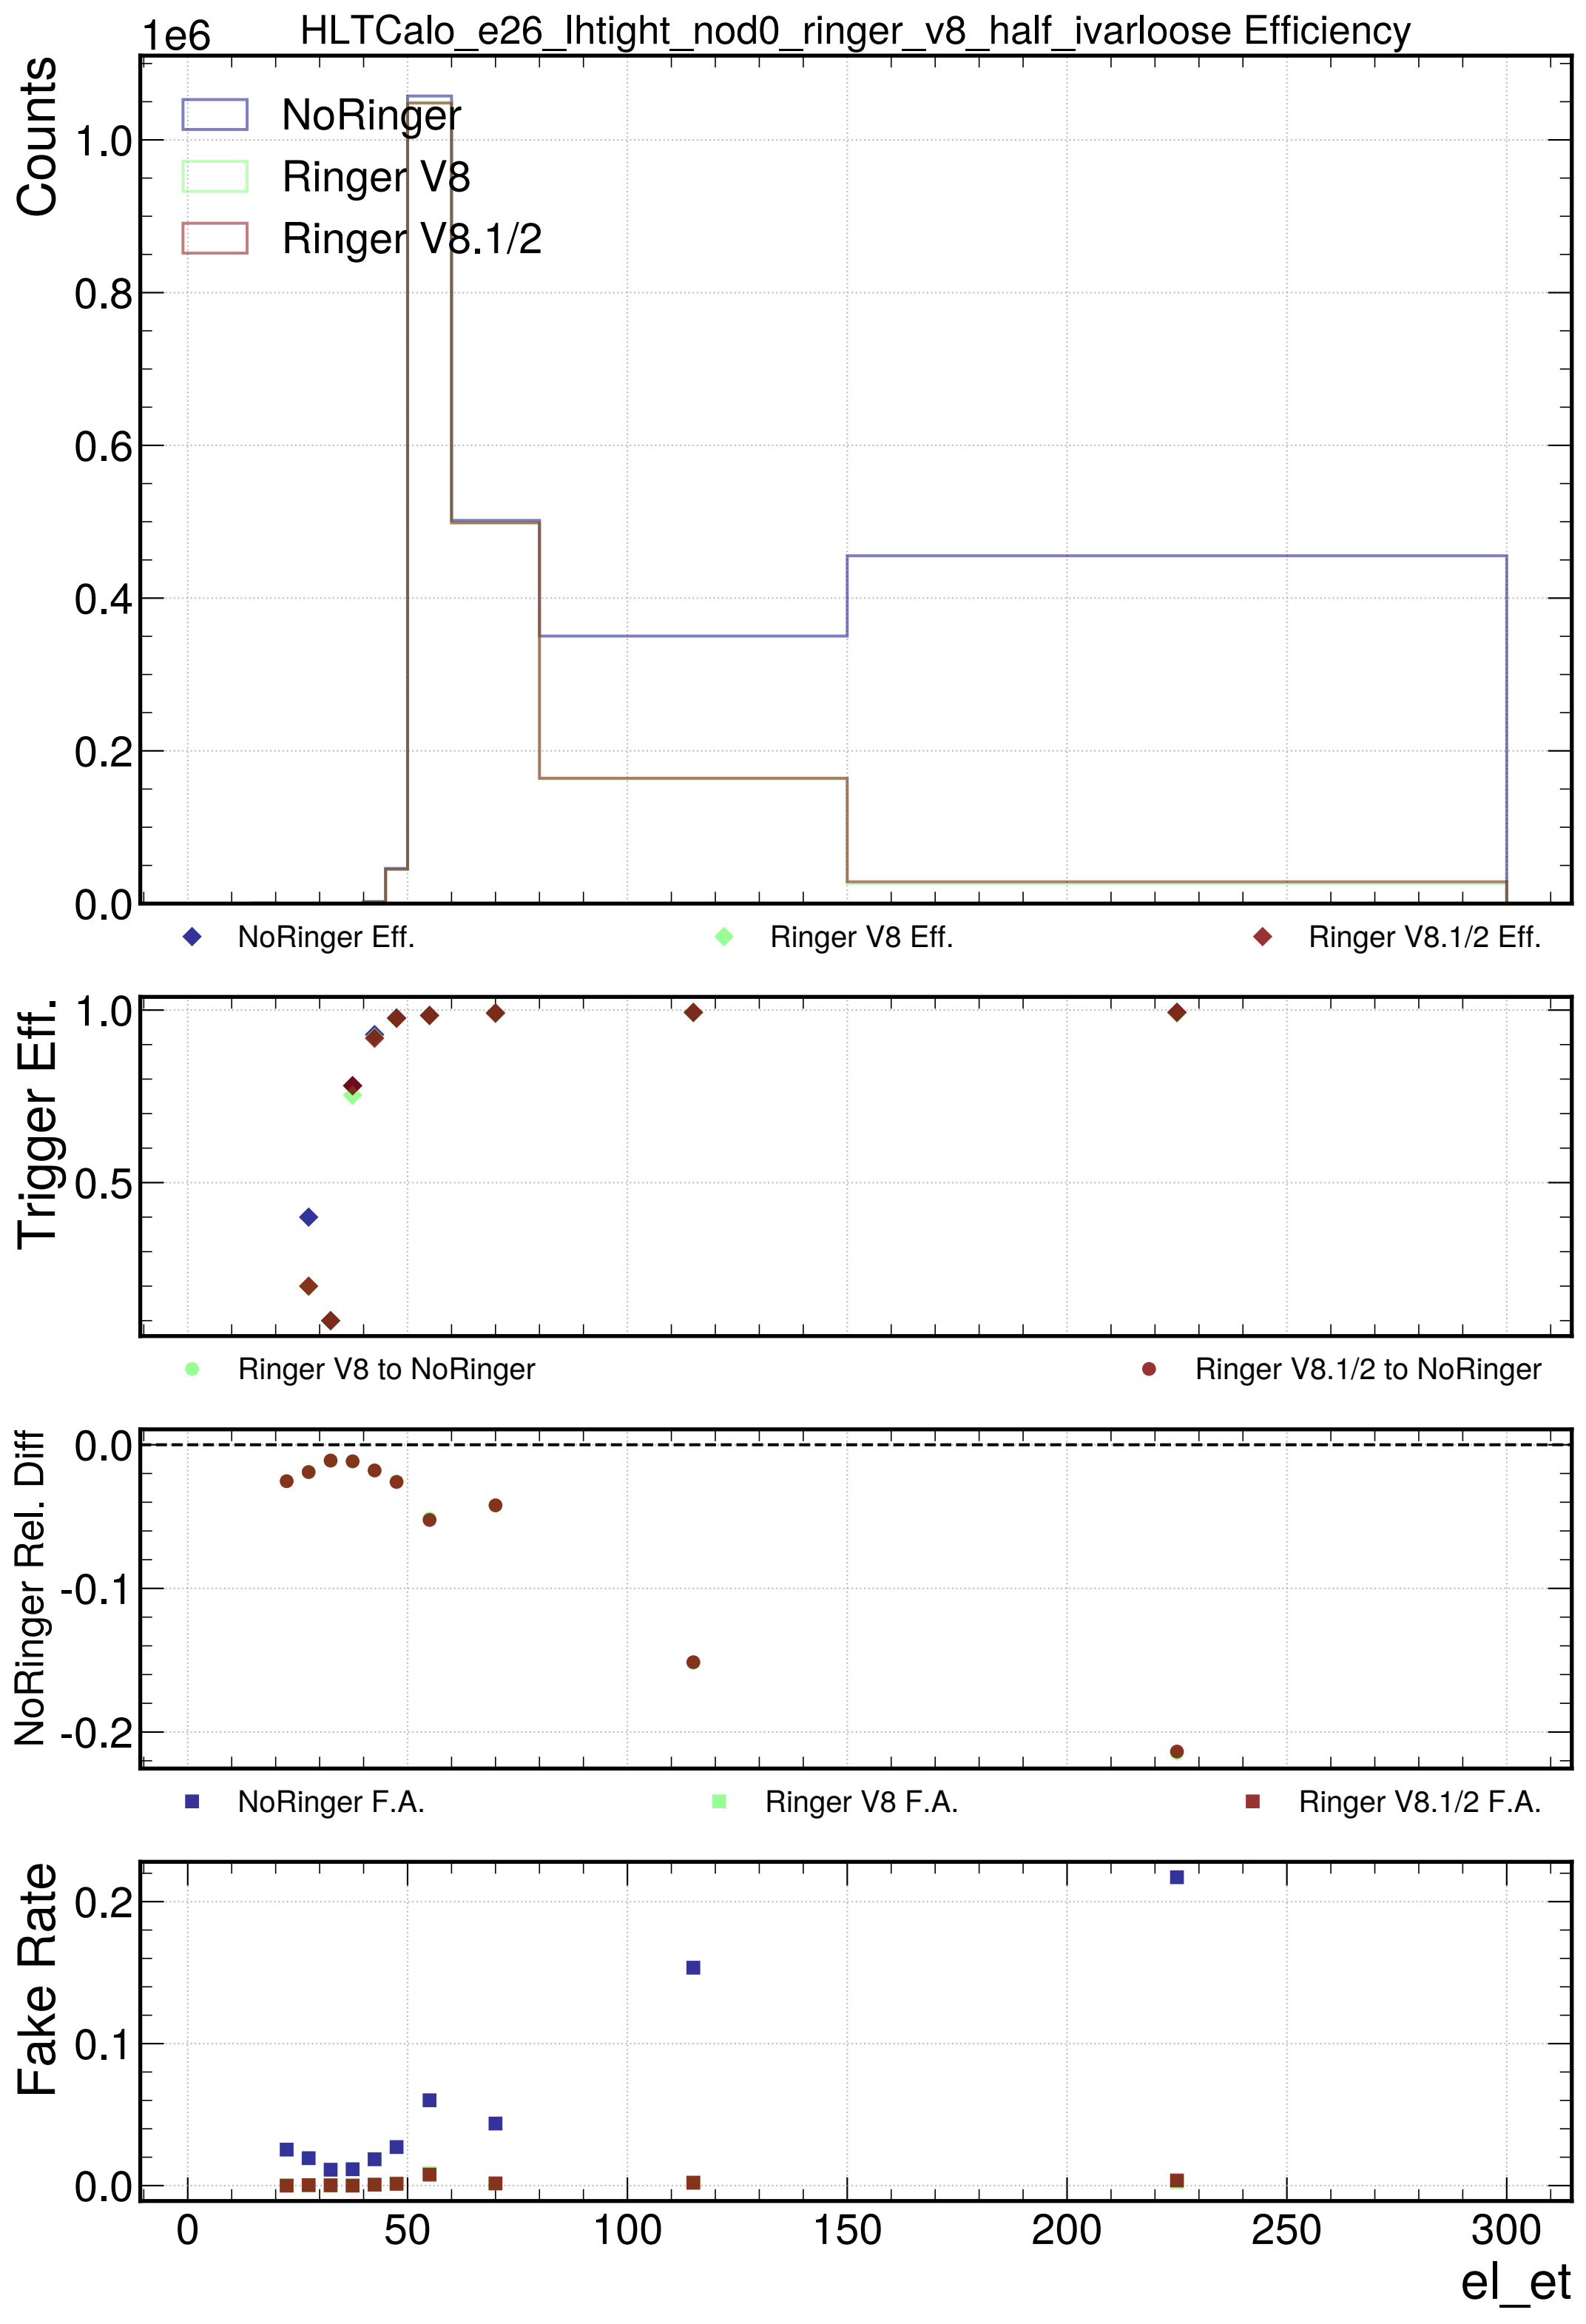 1e6
HLTCalo_e26_lhtight_nod0_ringer_v8_half_ivarloose Efficiency
Counts
NoRinger
Ringer V8
Ringer V8.1/2
1.0
0.8
0.6
0.4
0.2
0.0
NoRinger Eff.
Ringer V8 Eff.
Ringer V8.1/2 Eff.
Trigger Eff.
1.0
0.5
Ringer V8 to NoRinger
Ringer V8.1/2 to NoRinger
NoRinger Rel. Diff
0.0
-0.1
-0.2
NoRinger F.A.
Ringer V8 F.A.
Ringer V8.1/2 F.A.
Fake Rate
0.2
0.1
0.0
0
50
100
150
200
250
300
el_et